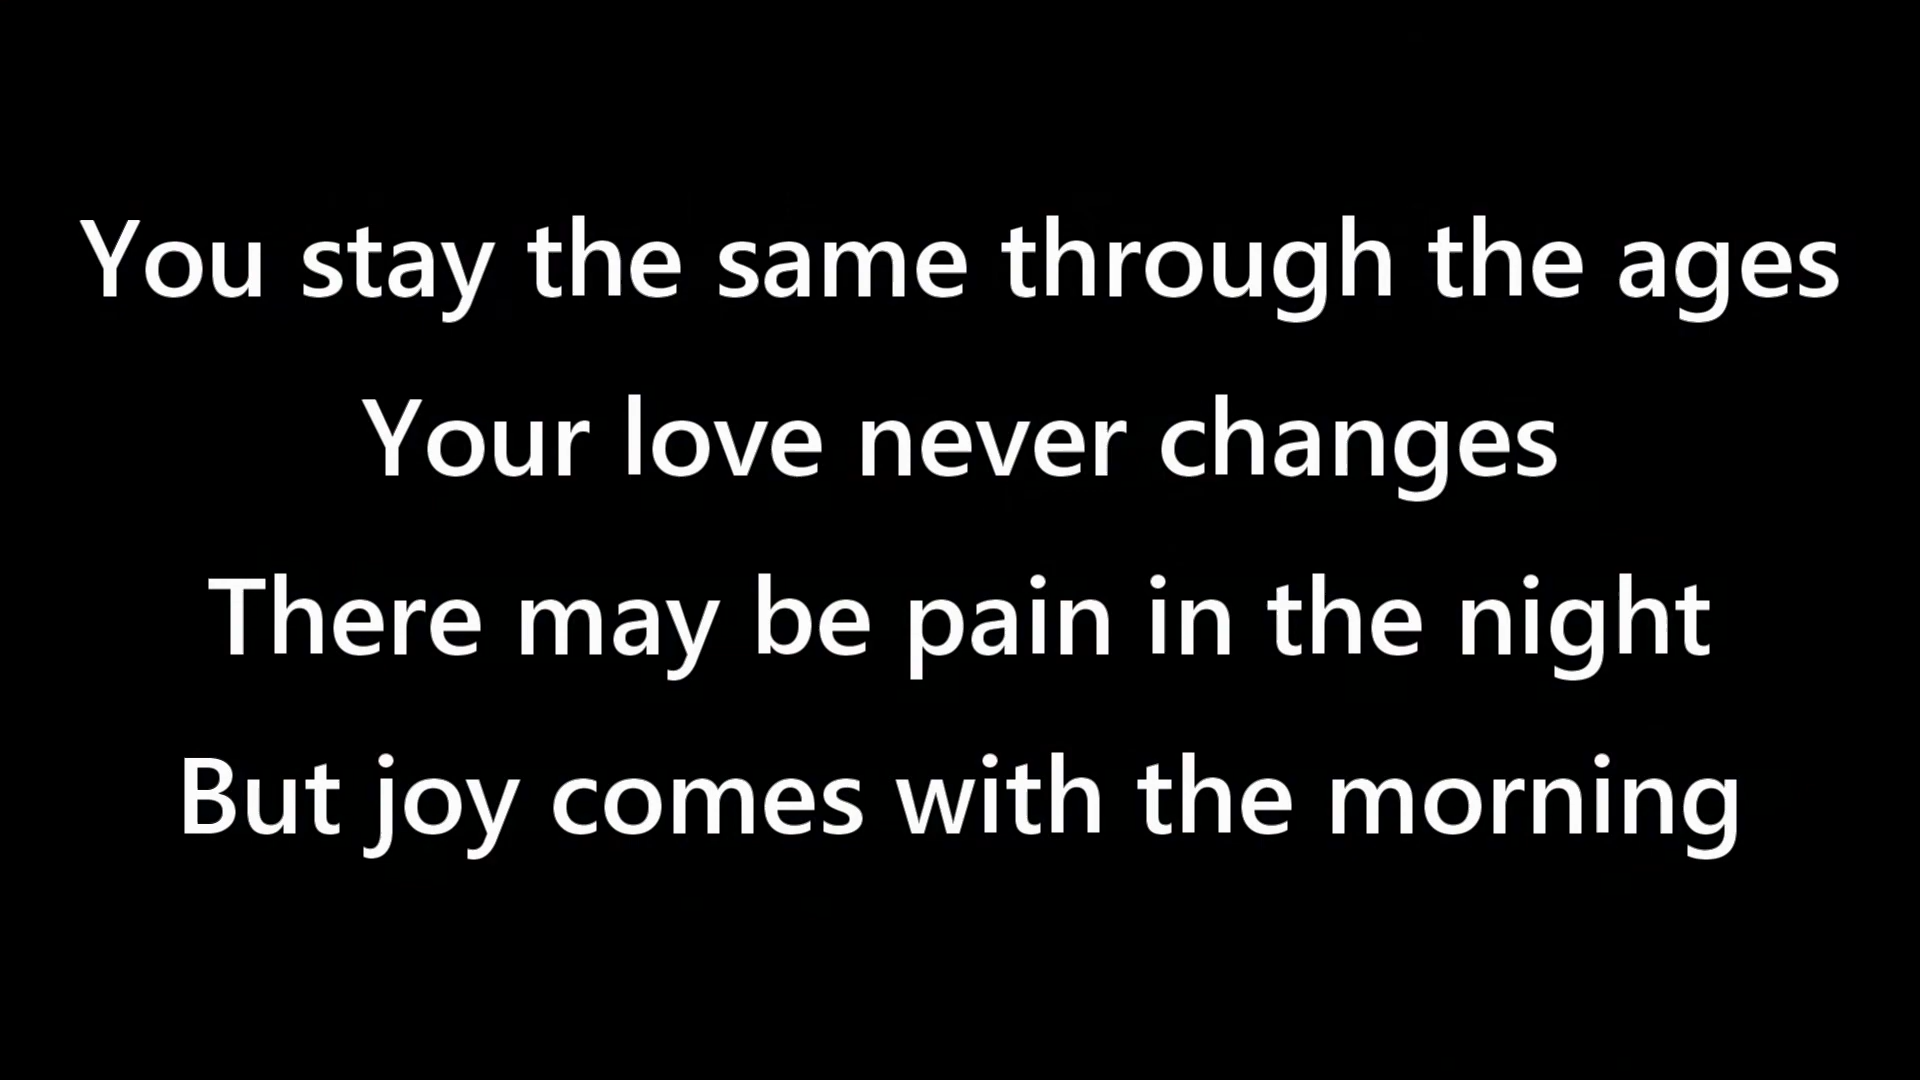 You stay the same through the ages
Your love never changes
There may be pain in the night
But joy comes with the morning